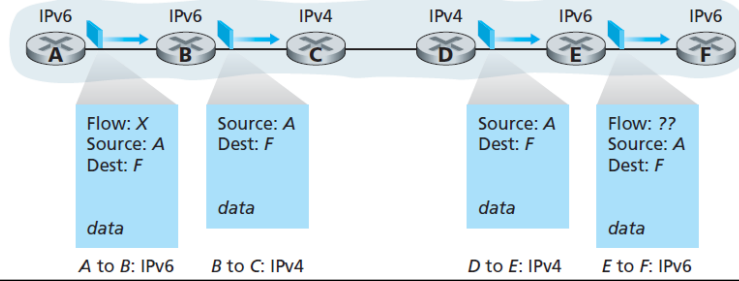 IPv6 IPv6 IPv4 IPv4 IPv6 IPv6
A B C D E F
Flow: X
Source: A
Dest: F
data
Source: A
Dest: F
data
Source: A
Dest: F
data
Flow: ??
Source: A
Dest: F
data
A to B: IPv6 B to C: IPv4 D to E: IPv4 E to F: IPv6